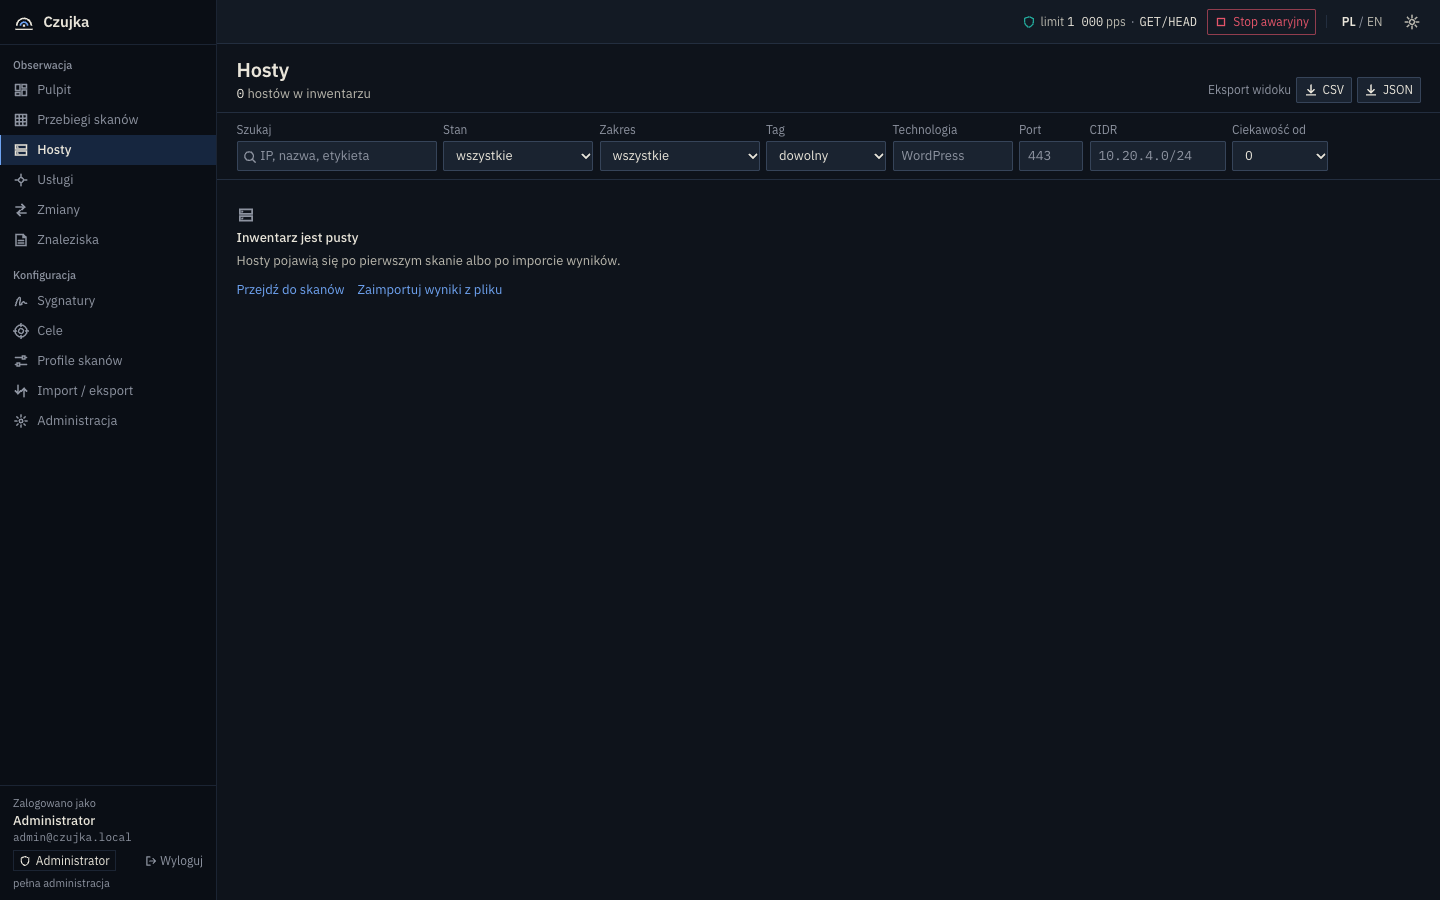 Czujka
limit 1 000 pps · GET/HEAD
Stop awaryjny
PL / EN
Obserwacja
Pulpit
Przebiegi skanów
Hosty
Usługi
Zmiany
Znaleziska
Konfiguracja
Sygnatury
Cele
Profile skanów
Import / eksport
Administracja
Zalogowano jako
Administrator
admin@czujka.local
Administrator
Wyloguj
pełna administracja
Hosty
0 hostów w inwentarzu
Eksport widoku
CSV
JSON
Szukaj
IP, nazwa, etykieta
Stan
wszystkie
Zakres
wszystkie
Tag
dowolny
Technologia
WordPress
Port
443
CIDR
10.20.4.0/24
Ciekawość od
0
Inwentarz jest pusty
Hosty pojawią się po pierwszym skanie albo po imporcie wyników.
Przejdź do skanów
Zaimportuj wyniki z pliku